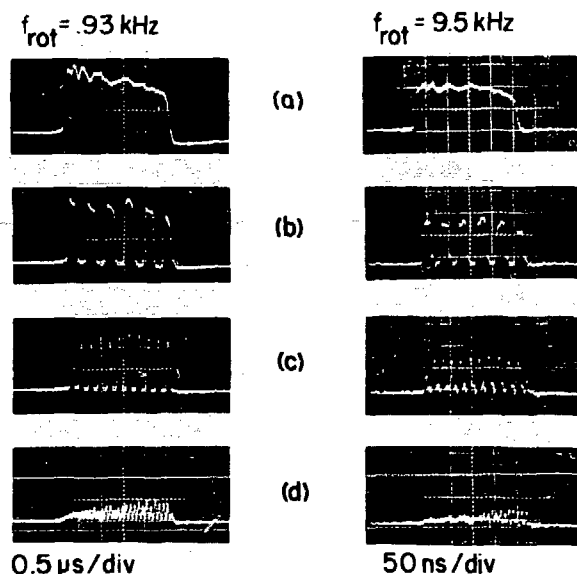 f_rot = .93 kHz
f_rot = 9.5 kHz
(a)
(b)
(c)
(d)
0.5 μs/div
50 ns/div